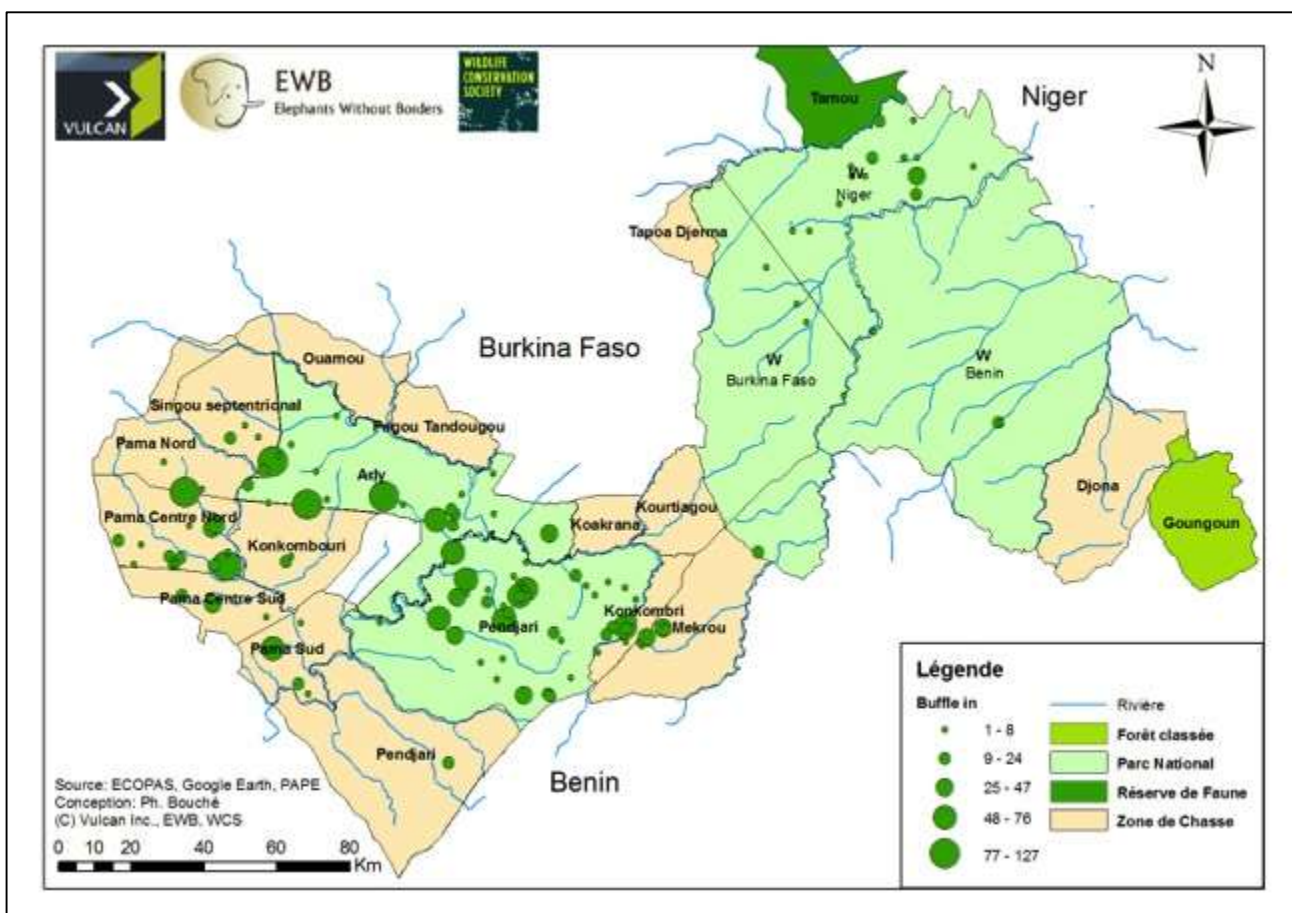 VULCAN
EWB
Elephants Without Borders
WILDLIFE
CONSERVATION
SOCIETY
N
Niger
Tamou
W
Niger
Tapoa Djerma
Burkina Faso
Ouamou
W
Burkina Faso
W
Benin
Singou septentrional
Pagou Tandougou
Pama Nord
Arly
Djona
Goungoun
Pama Centre Nord
Konkombouri
Koakrana
Kourtiagou
Pama Centre Sud
Pendjari
Konkombri
Mekrou
Pama Sud
Pendjari
Benin
Source: ECOPAS, Google Earth, PAPE
Conception: Ph. Bouché
(C) Vulcan Inc., EWB, WCS
0 10 20 40 60 80
Km
Légende
Buffle in
1 - 8
9 - 24
25 - 47
48 - 76
77 - 127
Rivière
Forêt classée
Parc National
Réserve de Faune
Zone de Chasse